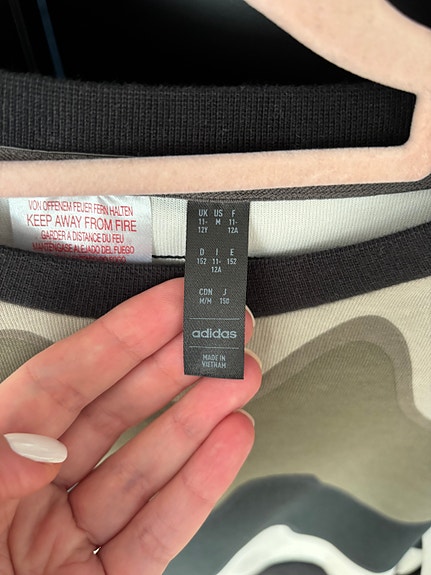 VON OFFENEM FEUER FERN HALTEN
KEEP AWAY FROM FIRE
GARDER À DISTANCE DU FEU
MANTÉNGASE ALEJADO DEL FUEGO
UK US F
11- M 11-
12Y 12A
D I E
152 11- 152
12A
CDN J
M/M 150
adidas
MADE IN
VIETNAM